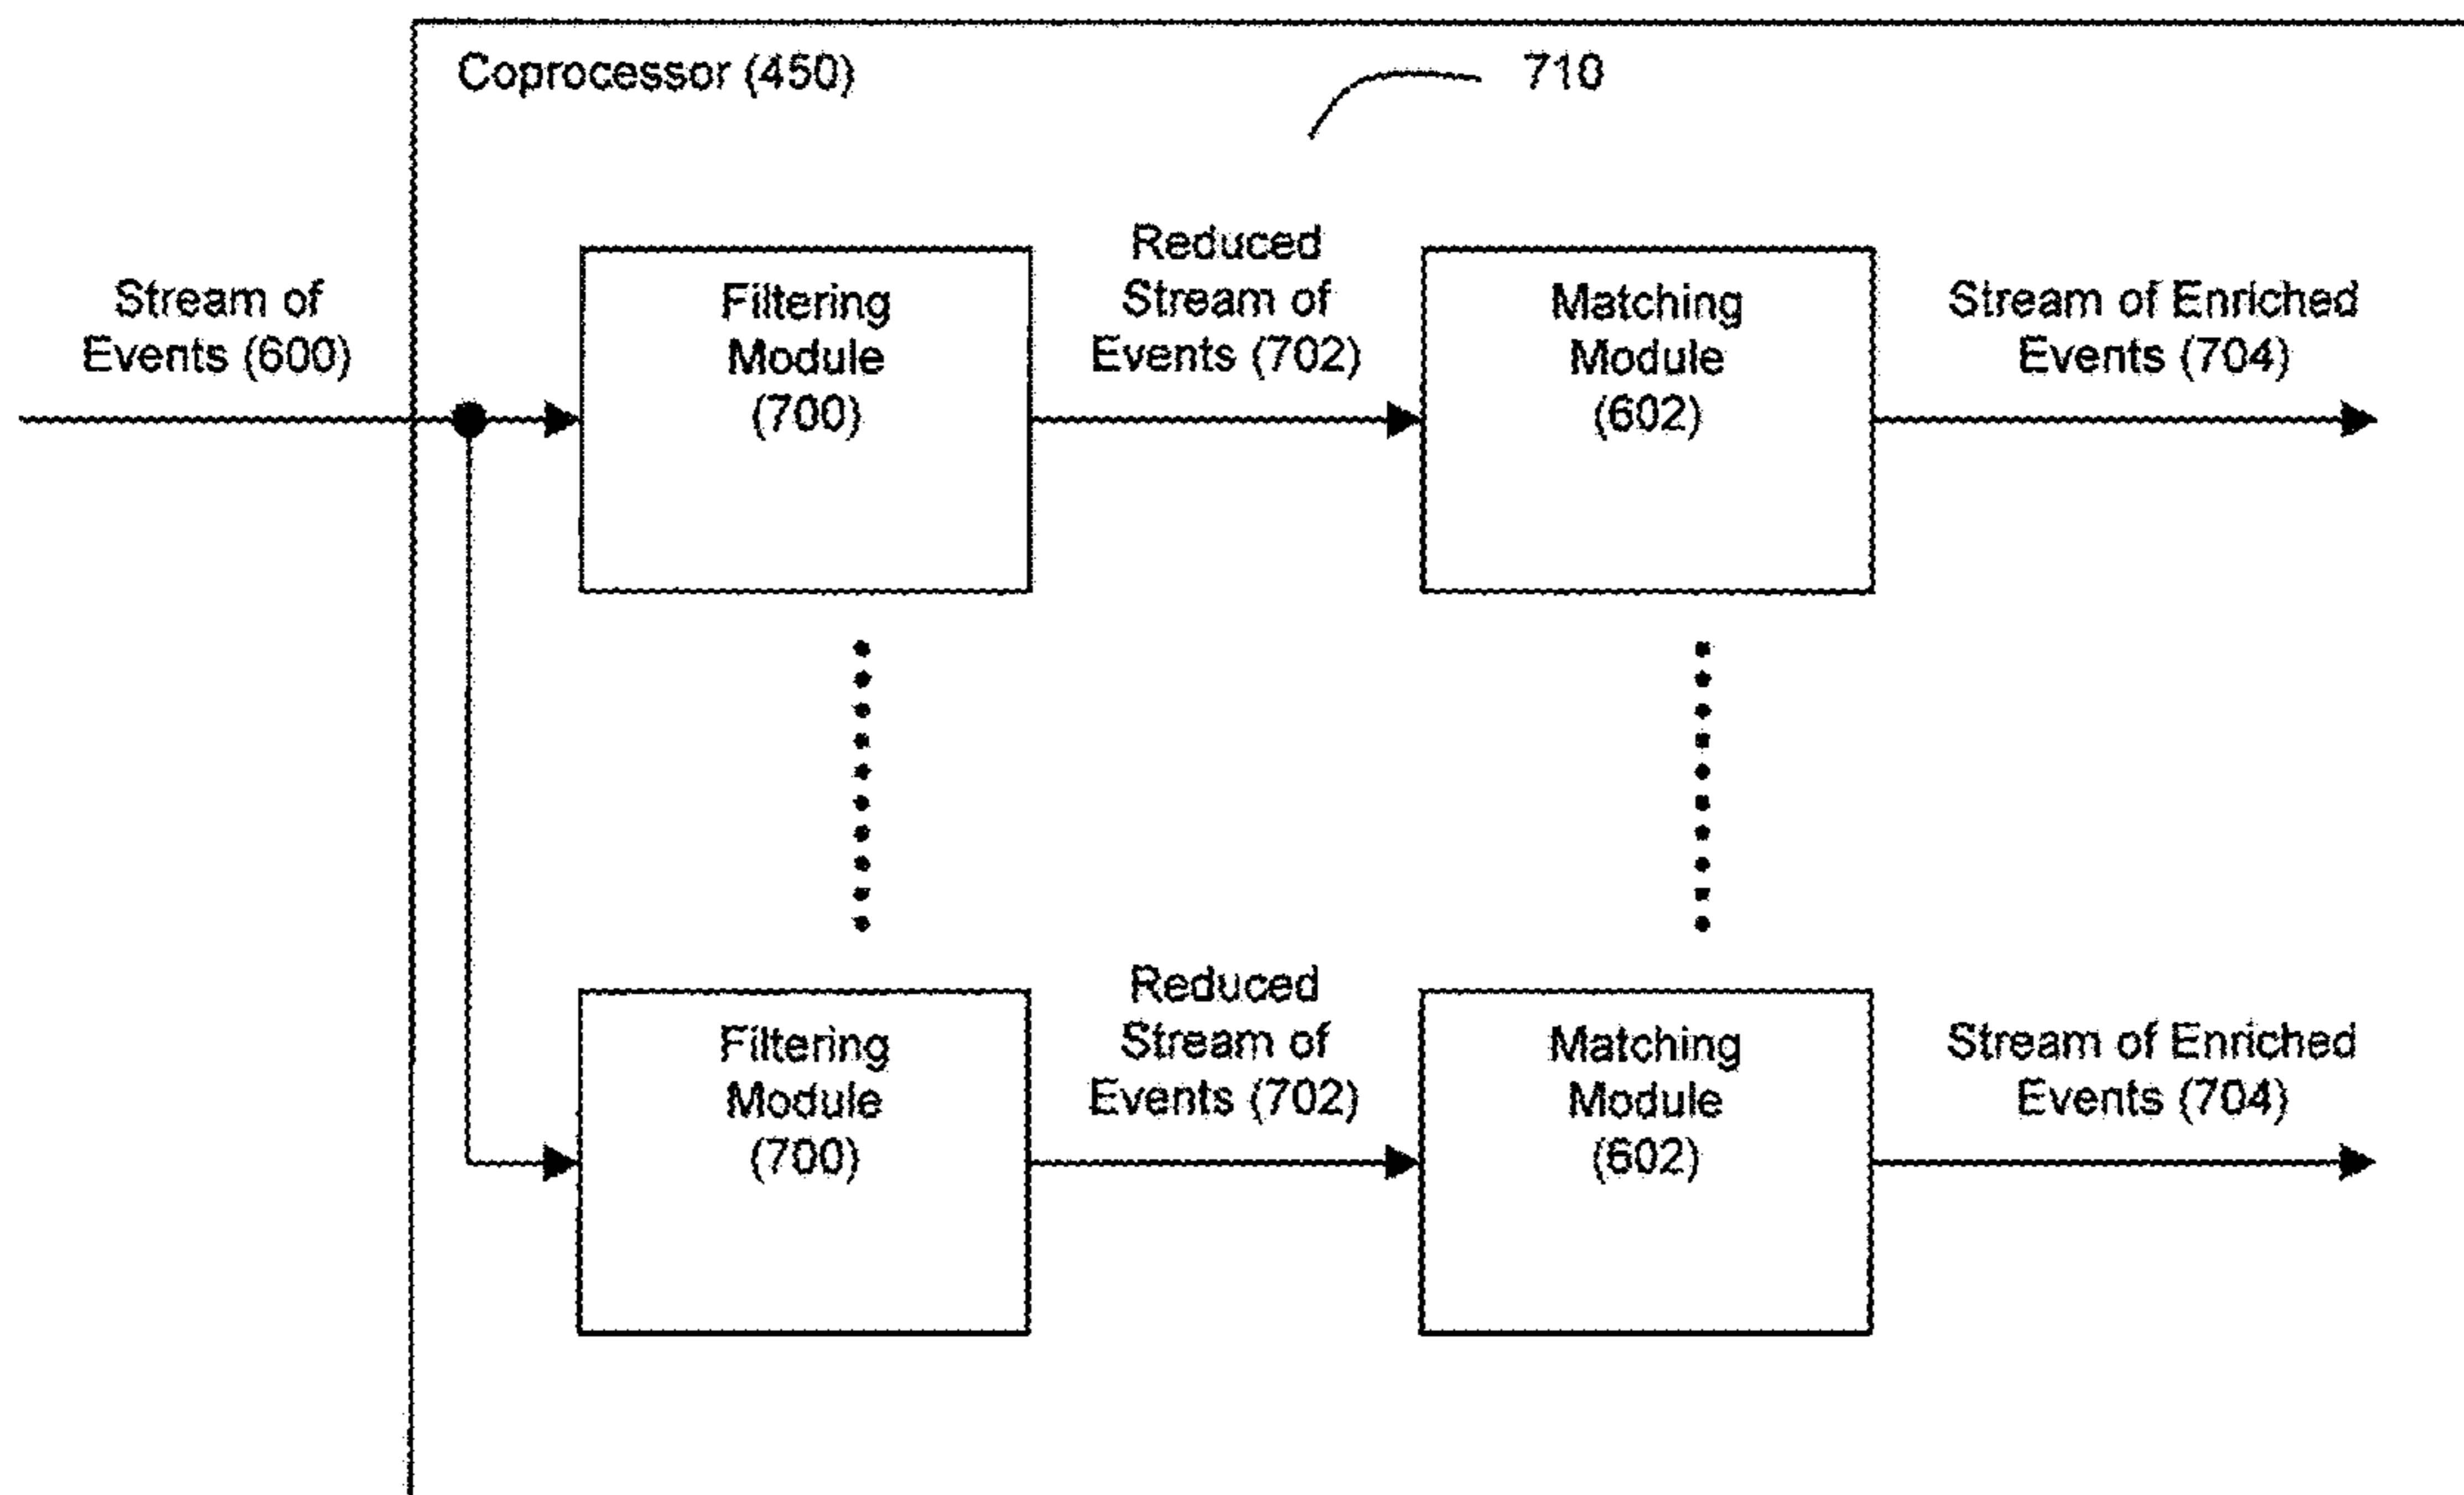 Coprocessor (450)
710
Stream of
Events (600)
Filtering
Module
(700)
Reduced
Stream of
Events (702)
Matching
Module
(602)
Stream of Enriched
Events (704)
Filtering
Module
(700)
Reduced
Stream of
Events (702)
Matching
Module
(602)
Stream of Enriched
Events (704)